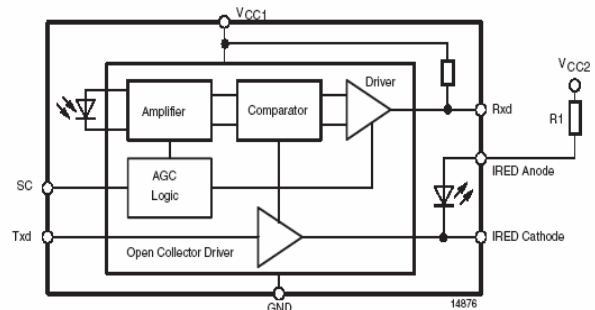 VCC1
VCC2
Driver
Amplifier
Comparator
R1
Rxd
IRED Anode
SC
AGC
Logic
Txd
Open Collector Driver
IRED Cathode
GND
14876